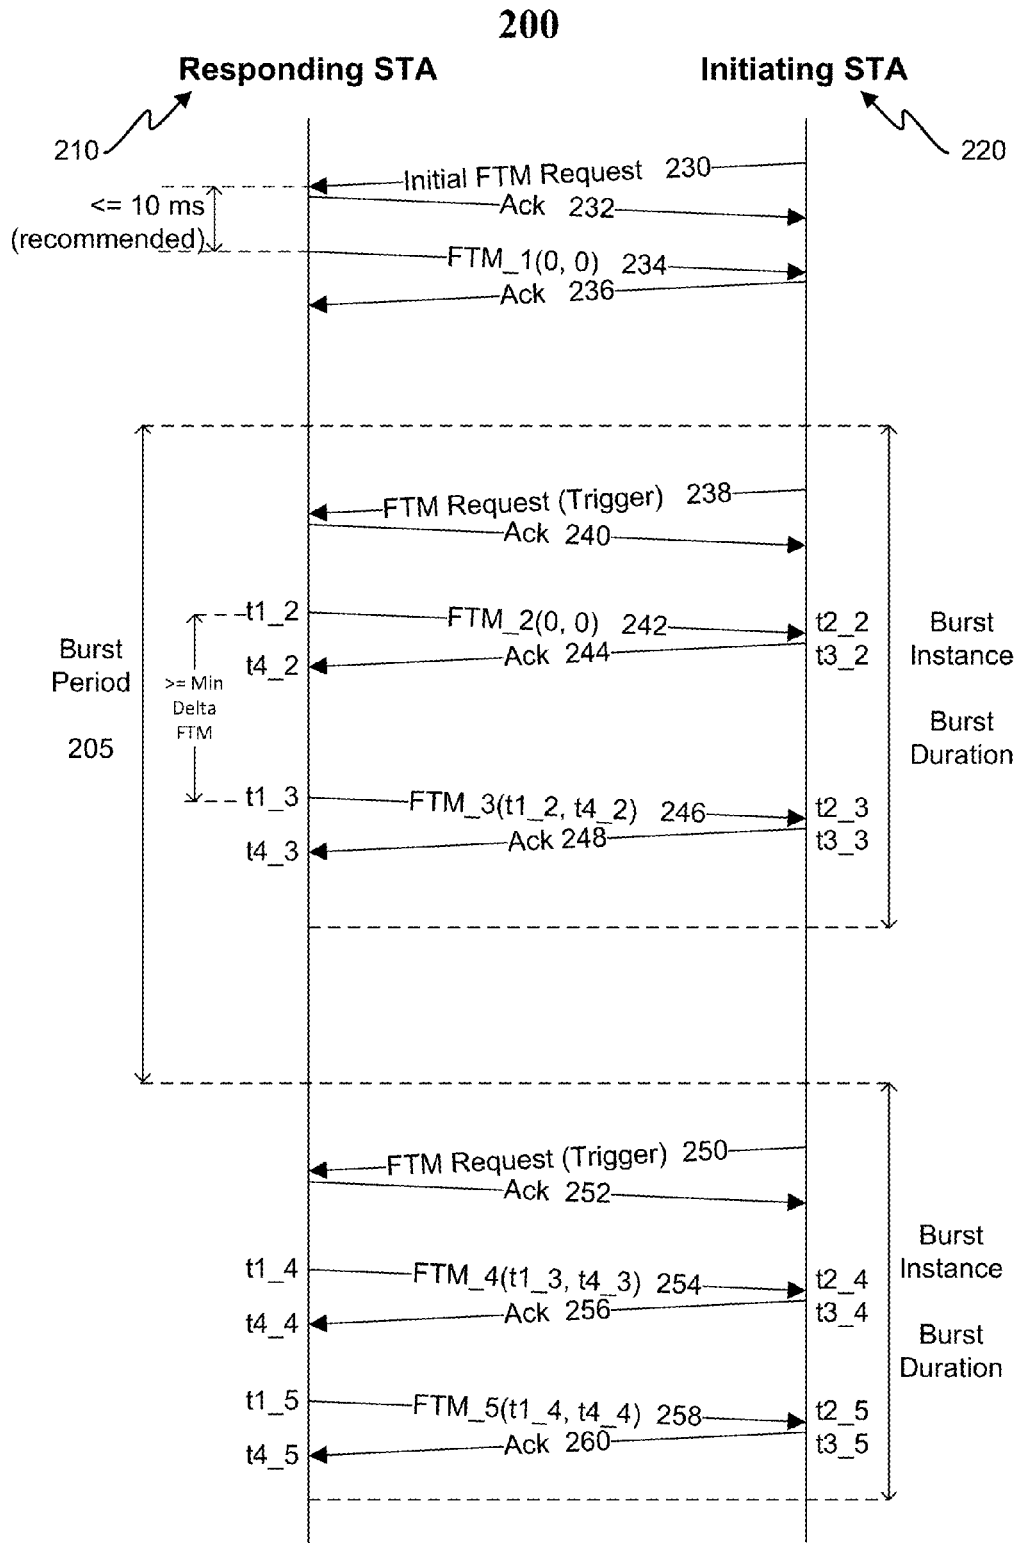 200
Responding STA
Initiating STA
210
220
Initial FTM Request 230
<= 10 ms
(recommended)
Ack 232
FTM_1(0, 0) 234
Ack 236
FTM Request (Trigger) 238
Ack 240
t1_2
FTM_2(0, 0) 242
t2_2
Ack 244
t3_2
t4_2
Burst
Instance
Burst
Period
>= Min
Delta
FTM
205
Burst
Duration
t1_3
FTM_3(t1_2, t4_2) 246
t2_3
Ack 248
t3_3
t4_3
FTM Request (Trigger) 250
Ack 252
Burst
Instance
t1_4
FTM_4(t1_3, t4_3) 254
t2_4
Ack 256
t3_4
t4_4
Burst
Duration
t1_5
FTM_5(t1_4, t4_4) 258
t2_5
Ack 260
t3_5
t4_5